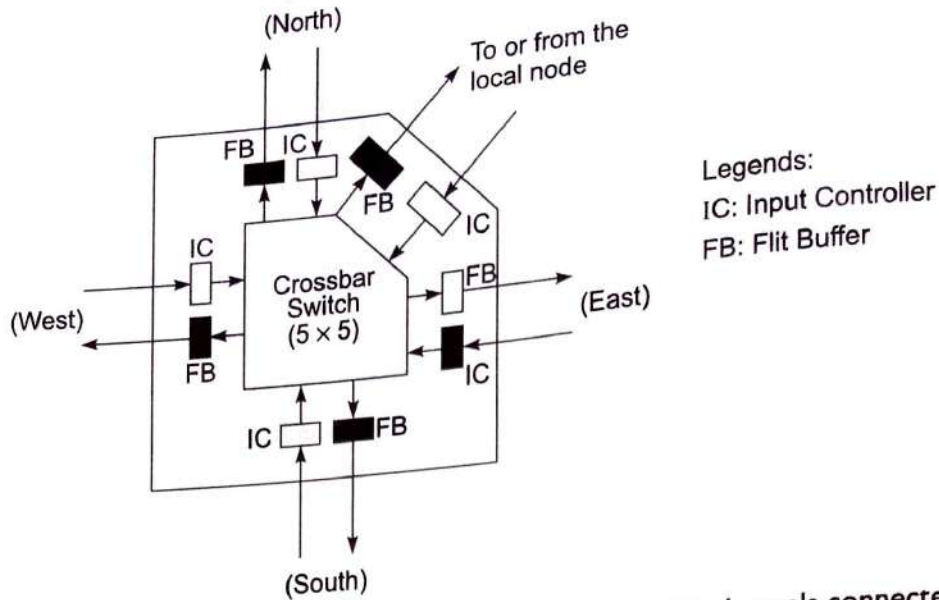 (North)
To or from the
local node
FB
IC
FB
IC
Legends:
IC: Input Controller
FB: Flit Buffer
IC
Crossbar
Switch
(5 × 5)
FB
(East)
(West)
FB
IC
IC
FB
(South)
connecte